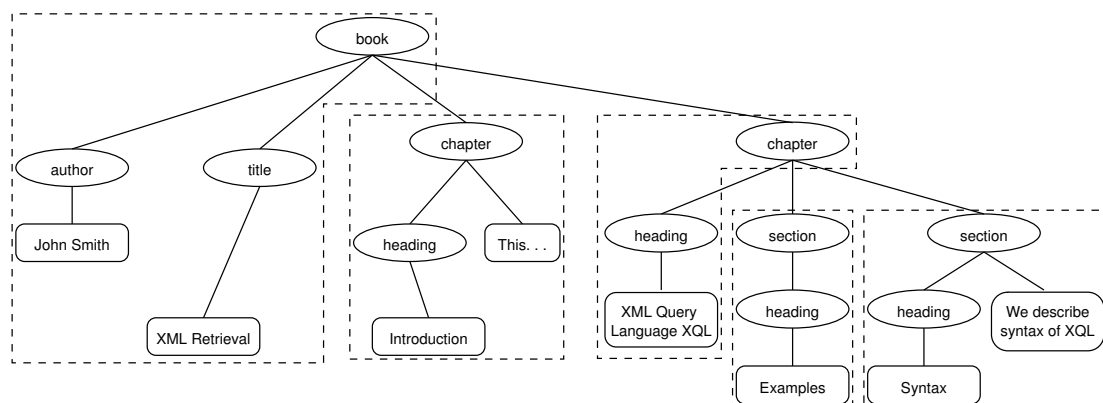 book
author
title
chapter
chapter
John Smith
heading
This. . .
heading
section
section
XML Retrieval
Introduction
XML Query
Language XQL
heading
heading
We describe
syntax of XQL
Examples
Syntax